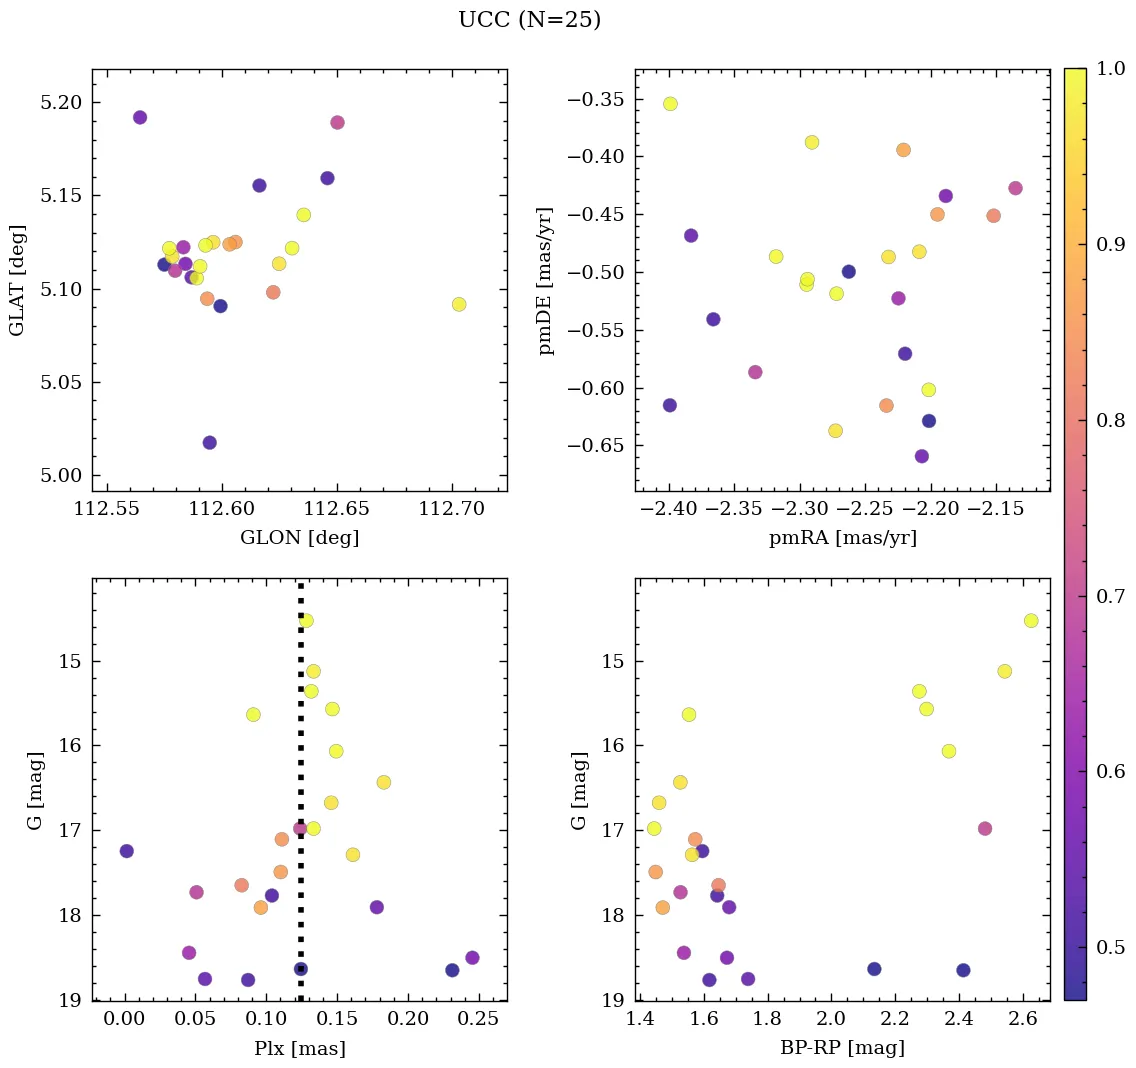 UCC (N=25)
5.20
5.15
5.10
5.05
5.00
GLAT [deg]
112.55 112.60 112.65 112.70
GLON [deg]
−0.35
−0.40
−0.45
−0.50
−0.55
−0.60
−0.65
pmDE [mas/yr]
−2.40 −2.35 −2.30 −2.25 −2.20 −2.15
pmRA [mas/yr]
1.0
0.9
0.8
0.7
0.6
0.5
15
16
17
18
19
G [mag]
0.00 0.05 0.10 0.15 0.20 0.25
Plx [mas]
15
16
17
18
19
G [mag]
1.4 1.6 1.8 2.0 2.2 2.4 2.6
BP-RP [mag]